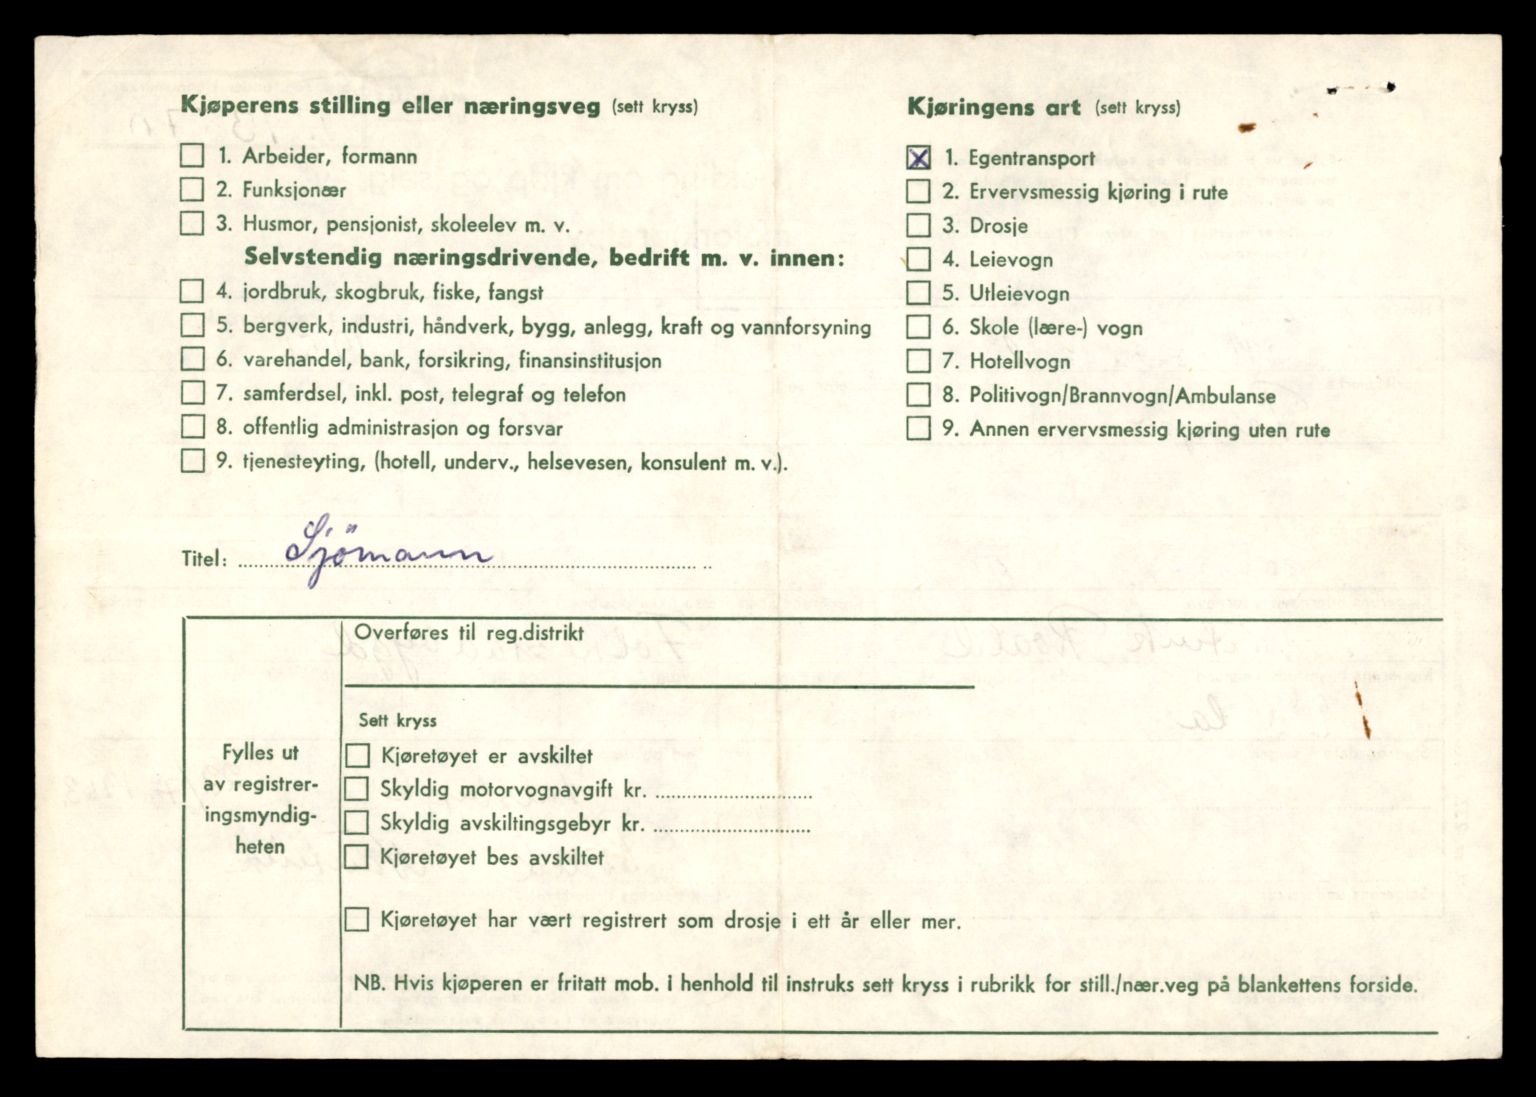 Kjøperens stilling eller næringsveg (sett kryss)
1. Arbeider, formann
2. Funksjonær
3. Husmor, pensjonist, skoleelev m. v.
Selvstendig næringsdrivende, bedrift m. v. innen:
4. jordbruk, skogbruk, fiske, fangst
5. bergverk, industri, håndverk, bygg, anlegg, kraft og vannforsyning
6. varehandel, bank, forsikring, finansinstitusjon
7. samferdsel, inkl. post, telegraf og telefon
8. offentlig administrasjon og forsvar
9. tjenesteyting, (hotell, underv., helsevesen, konsulent m. v.).
Kjøringens art (sett kryss)
1. Egentransport
2. Ervervsmessig kjøring i rute
3. Drosje
4. Leievogn
5. Utleievogn
6. Skole (lære-) vogn
7. Hotellvogn
8. Politivogn/Brannvogn/Ambulanse
9. Annen ervervsmessig kjøring uten rute
Titel: Sjömann
Fylles ut
av registrer-
ingsmyndig-
heten
Overføres til reg.distrikt
Sett kryss
Kjøretøyet er avskiltet
Skyldig motorvognavgift kr.
Skyldig avskiltingsgebyr kr.
Kjøretøyet bes avskiltet
Kjøretøyet har vært registrert som drosje i ett år eller mer.
NB. Hvis kjøperen er fritatt mob. i henhold til instruks sett kryss i rubrikk for still./nær.veg på blankettens forside.